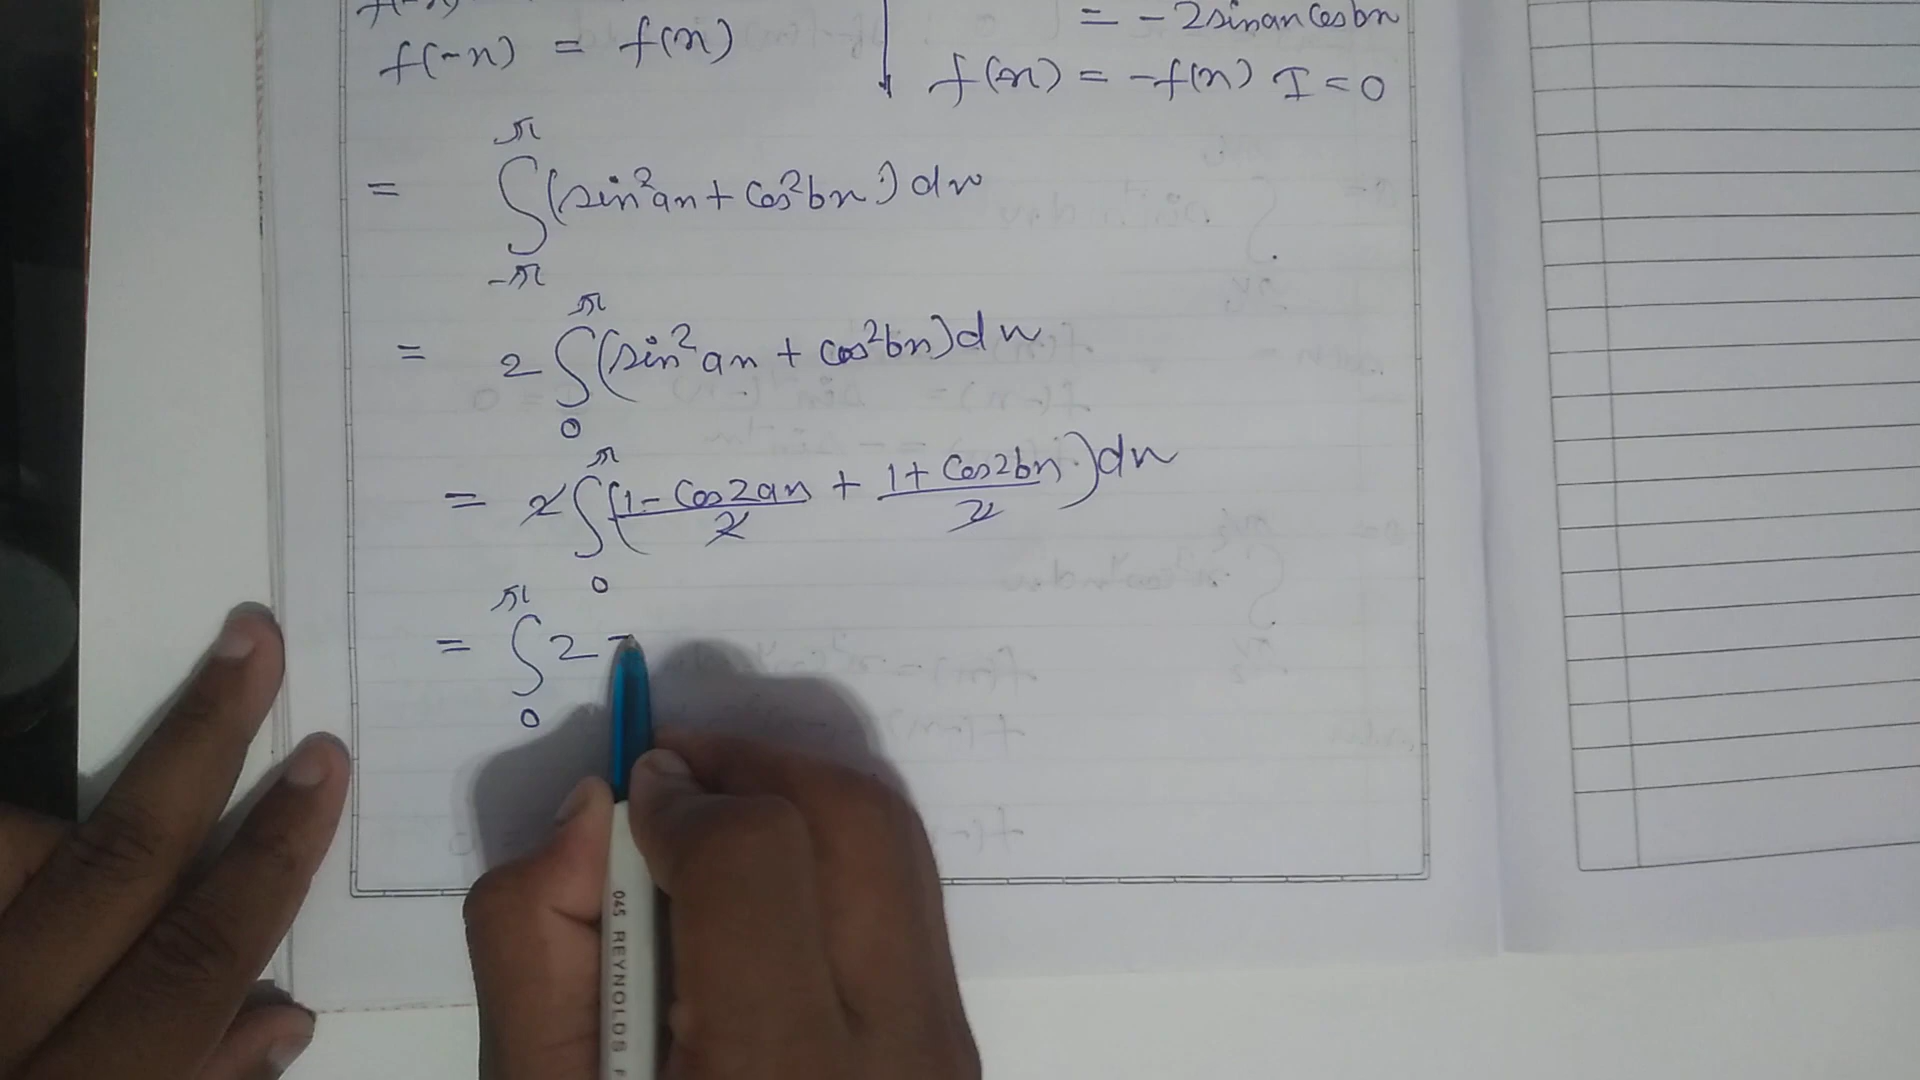 f(-x) = f(x)
= -2sinax Cosbx
f(-x) = -f(x) I = 0
= ∫_{-π}^{π} (sin²ax + Cos²bx) dx
= 2 ∫_{0}^{π} (sin²ax + cos²bx) dx
= 2 ∫_{0}^{π} ((1 - Cos2ax)/2 + (1 + Cos2bx)/2) dx
= ∫_{0}^{π} 2 -
045 REYNOLDS F